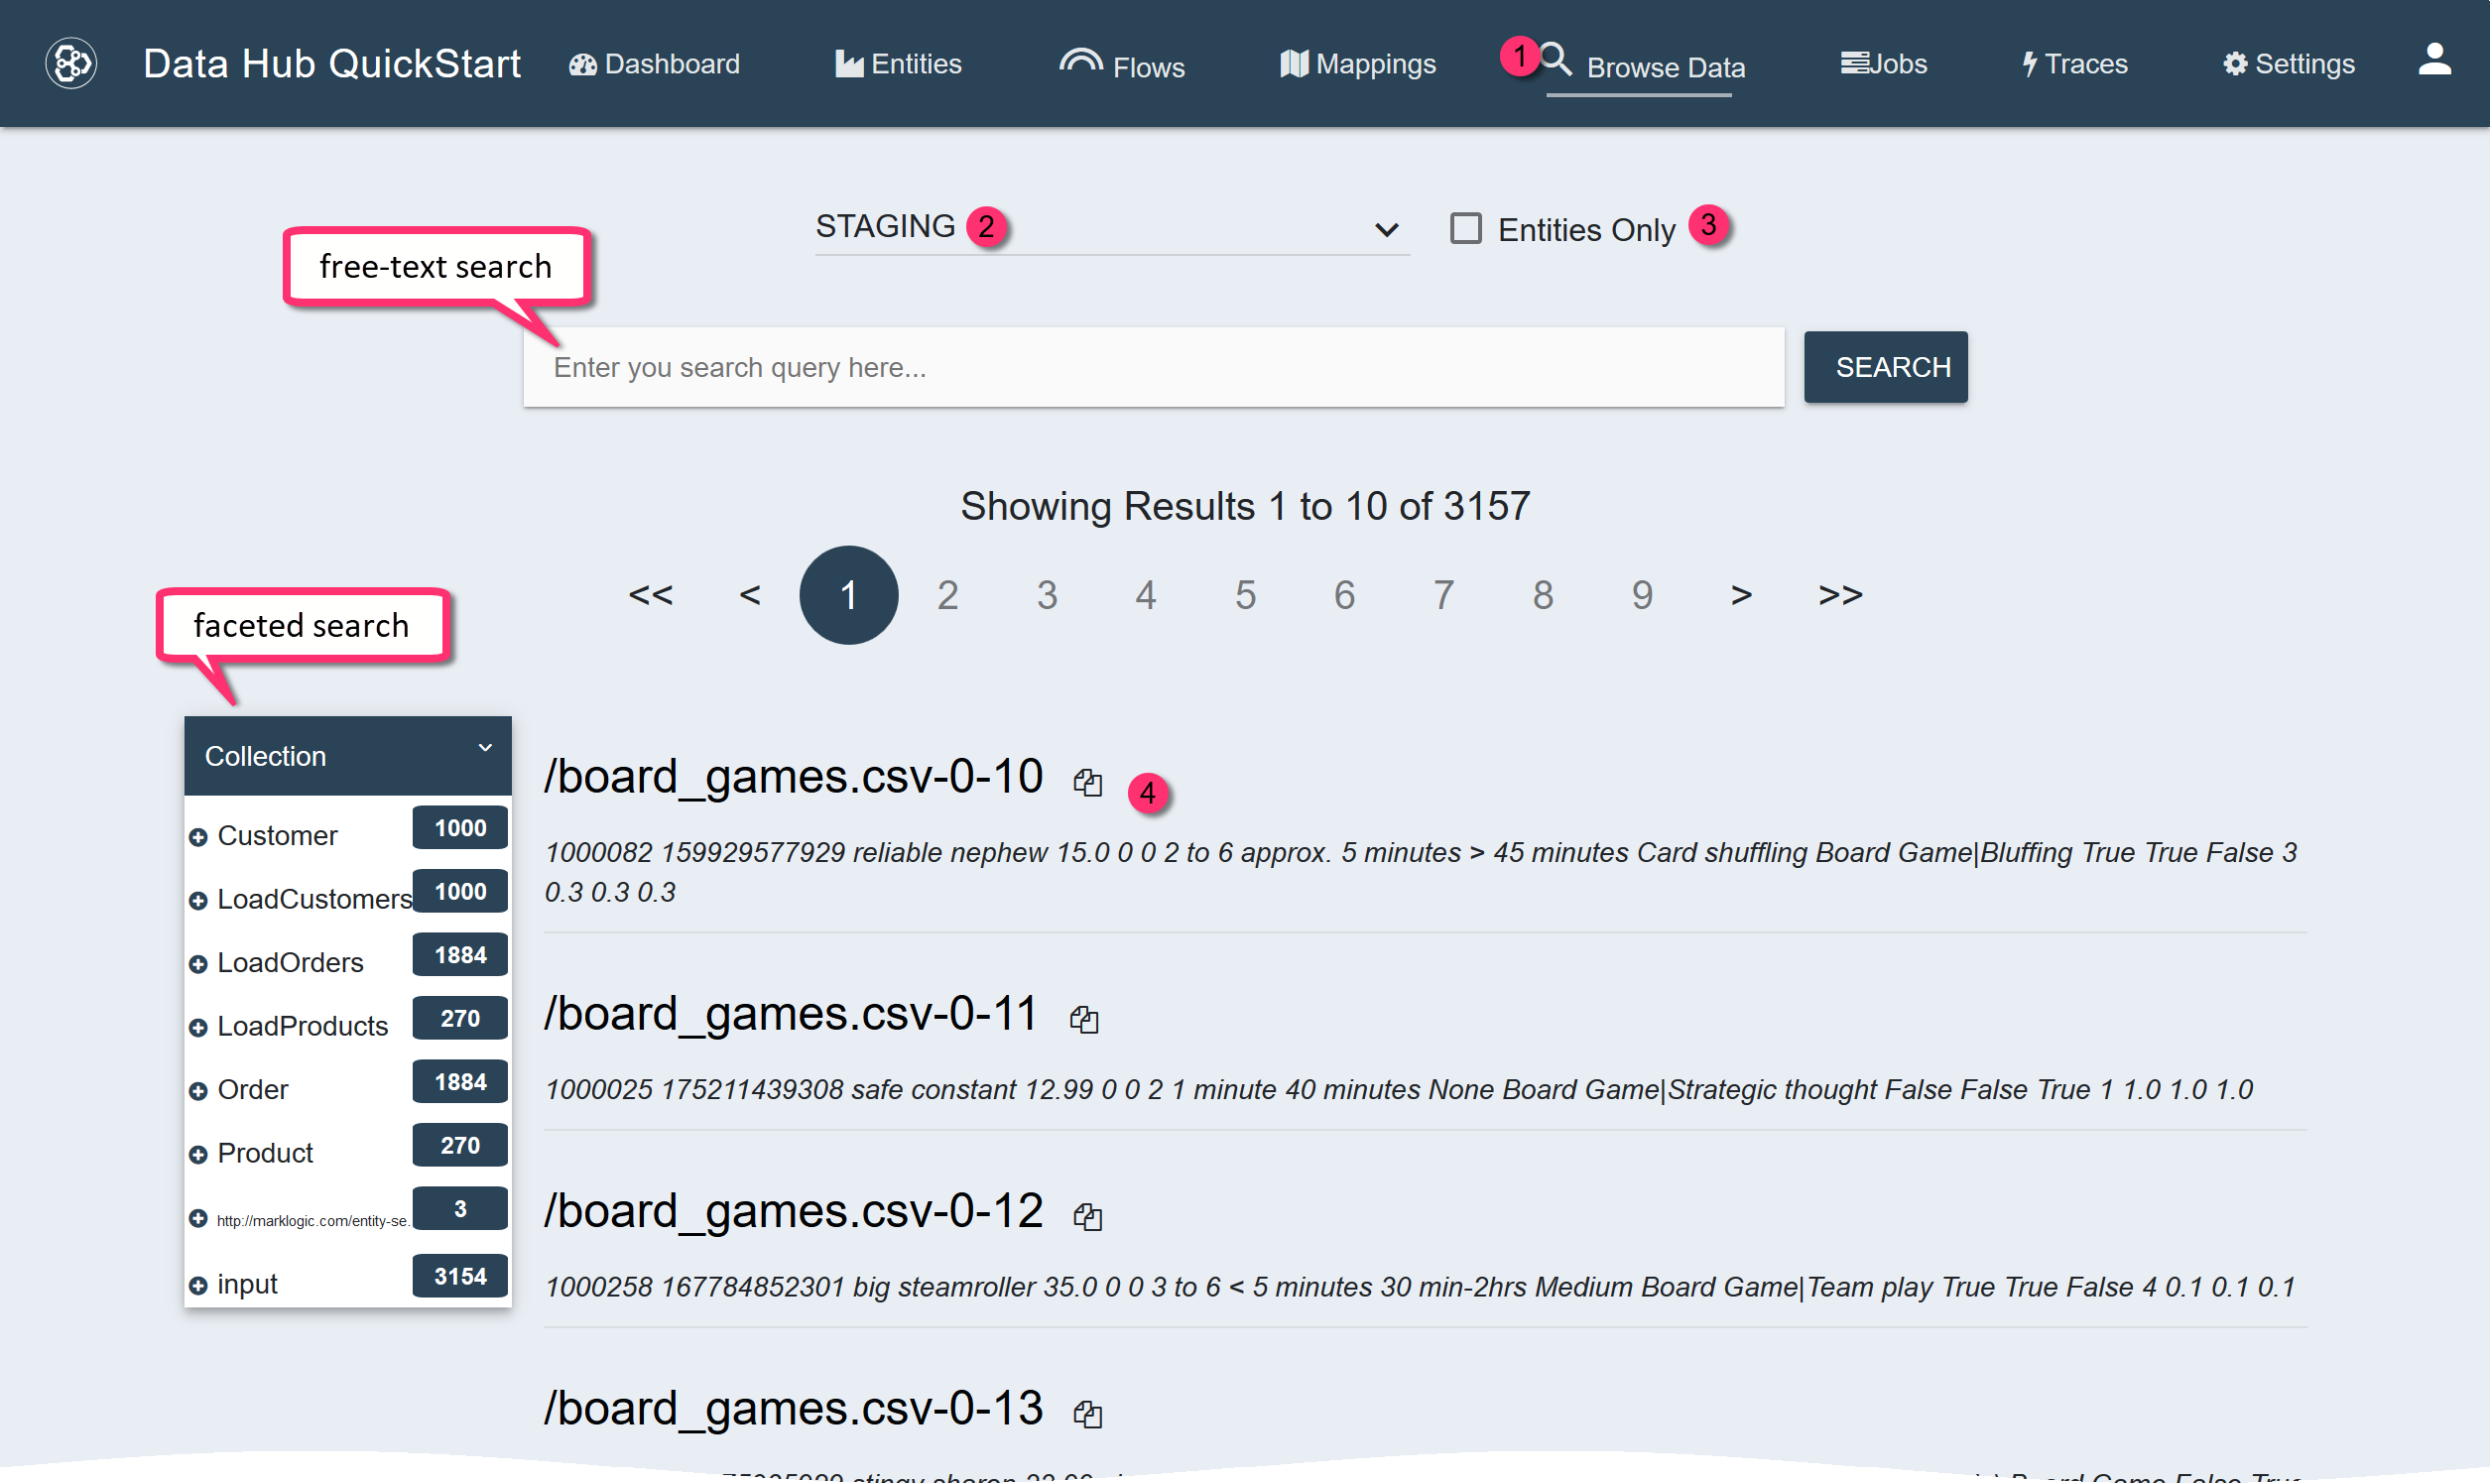 Data Hub QuickStart Dashboard Entities Flows Mappings 1 Browse Data Jobs Traces Settings
STAGING 2 Entities Only 3
free-text search
Enter you search query here... SEARCH
Showing Results 1 to 10 of 3157
<< < 1 2 3 4 5 6 7 8 9 > >>
faceted search
Collection
Customer 1000
LoadCustomers 1000
LoadOrders 1884
LoadProducts 270
Order 1884
Product 270
http://marklogic.com/entity-se. 3
input 3154
/board_games.csv-0-10 4
1000082 159929577929 reliable nephew 15.0 0 0 2 to 6 approx. 5 minutes > 45 minutes Card shuffling Board Game|Bluffing True True False 3
0.3 0.3 0.3
/board_games.csv-0-11
1000025 175211439308 safe constant 12.99 0 0 2 1 minute 40 minutes None Board Game|Strategic thought False False True 1 1.0 1.0 1.0
/board_games.csv-0-12
1000258 167784852301 big steamroller 35.0 0 0 3 to 6 < 5 minutes 30 min-2hrs Medium Board Game|Team play True True False 4 0.1 0.1 0.1
/board_games.csv-0-13